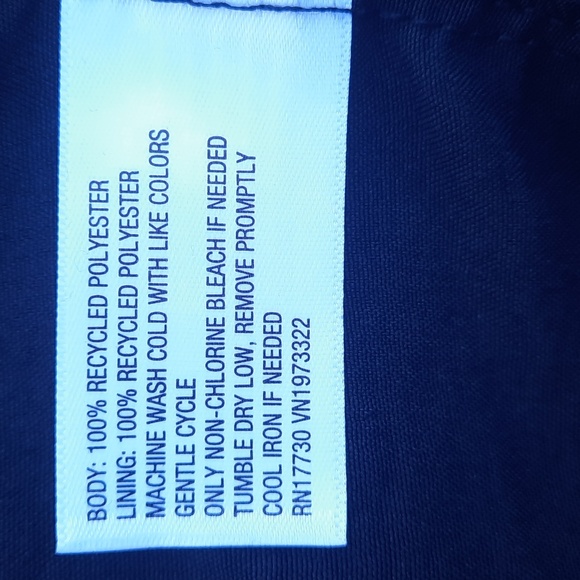 BODY: 100% RECYCLED POLYESTER
LINING: 100% RECYCLED POLYESTER
MACHINE WASH COLD WITH LIKE COLORS
GENTLE CYCLE
ONLY NON-CHLORINE BLEACH IF NEEDED
TUMBLE DRY LOW, REMOVE PROMPTLY
COOL IRON IF NEEDED
RN17730 VN1973322